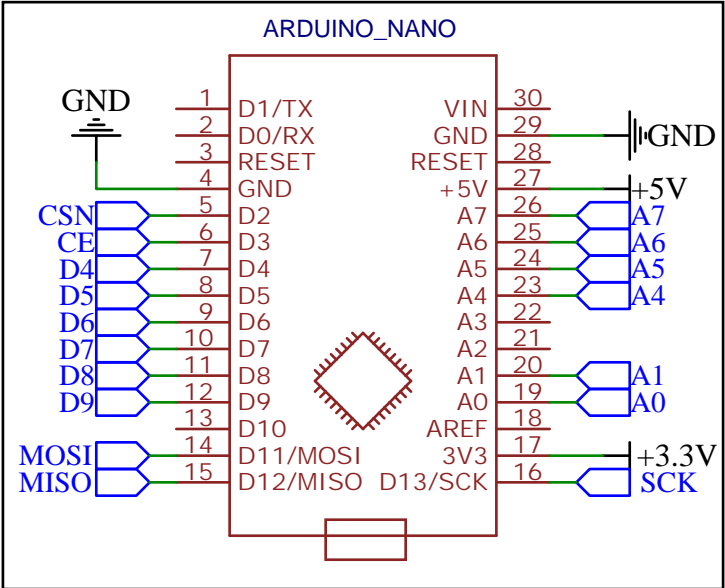 ARDUINO_NANO
GND
1 D1/TX VIN 30
2 D0/RX GND 29 GND
3 RESET RESET 28
4 GND +5V 27 +5V
CSN 5 D2 A7 26 A7
CE 6 D3 A6 25 A6
D4 7 D4 A5 24 A5
D5 8 D5 A4 23 A4
D6 9 D6 A3 22
D7 10 D7 A2 21
D8 11 D8 A1 20 A1
D9 12 D9 A0 19 A0
13 D10 AREF 18
MOSI 14 D11/MOSI 3V3 17 +3.3V
MISO 15 D12/MISO D13/SCK 16 SCK